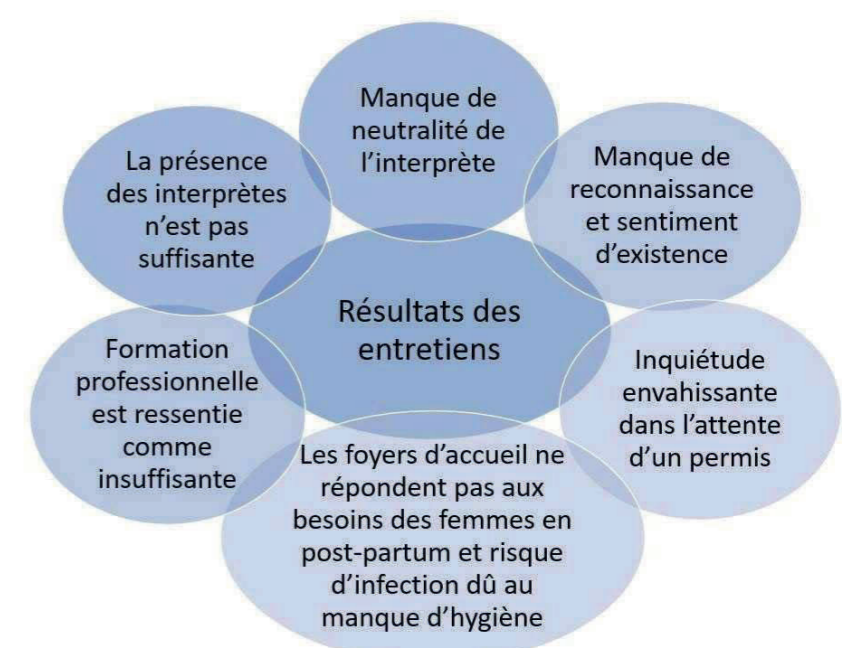 Manque de
neutralité de
l’interprète
Manque de
reconnaissance
et sentiment
d’existence
Inquiétude
envahissante
dans l’attente
d’un permis
Les foyers d’accueil ne
répondent pas aux
besoins des femmes en
post-partum et risque
d’infection dû au
manque d’hygiène
Formation
professionnelle
est ressentie
comme
insuffisante
La présence
des interprètes
n’est pas
suffisante
Résultats des
entretiens